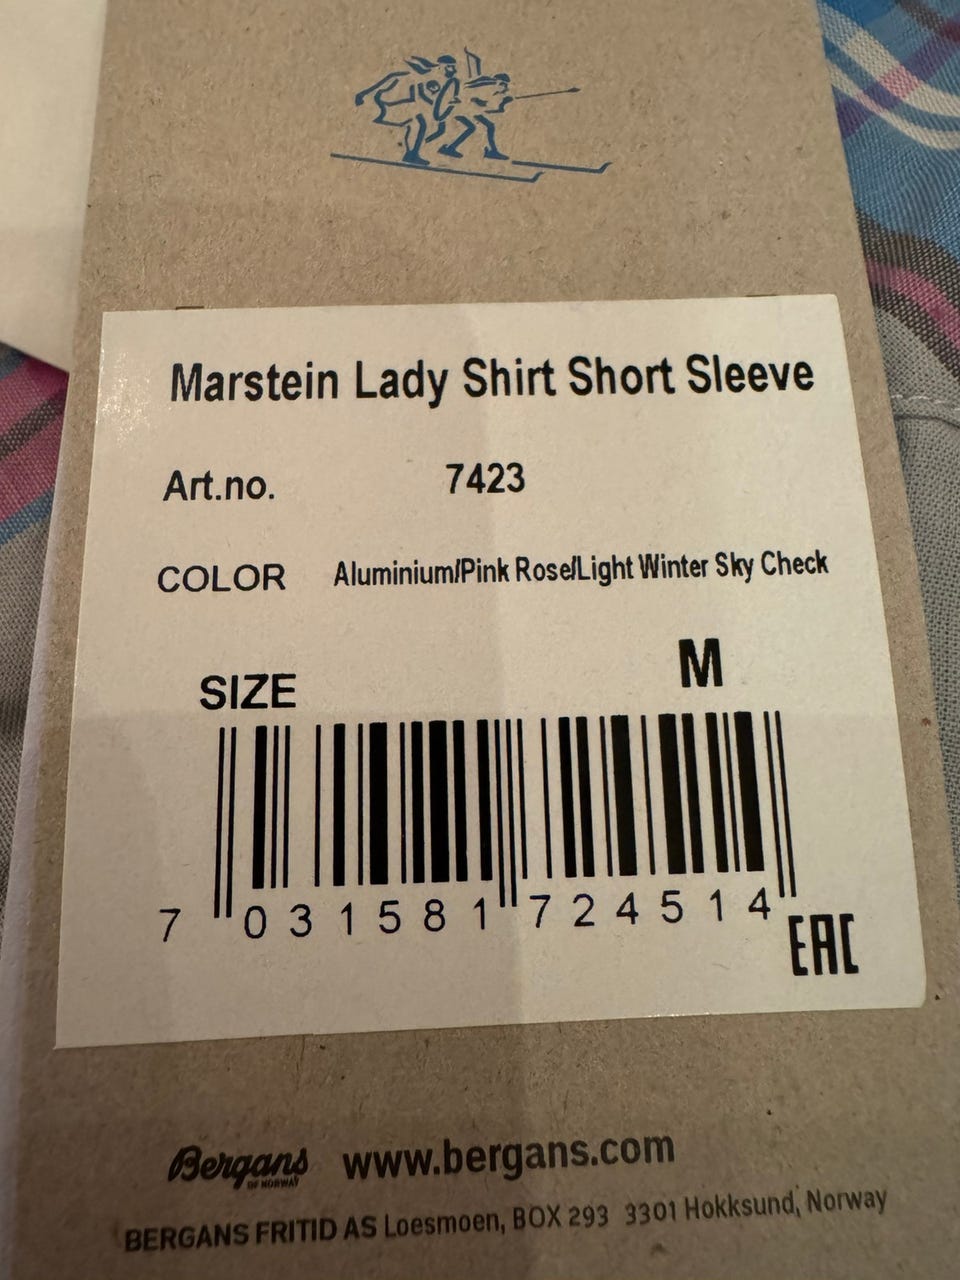 Marstein Lady Shirt Short Sleeve
Art.no. 7423
COLOR Aluminium/Pink Rose/Light Winter Sky Check
SIZE M
7 031581 724514
EAC
Bergans OF NORWAY www.bergans.com
BERGANS FRITID AS Loesmoen, BOX 293 3301 Hokksund, Norway